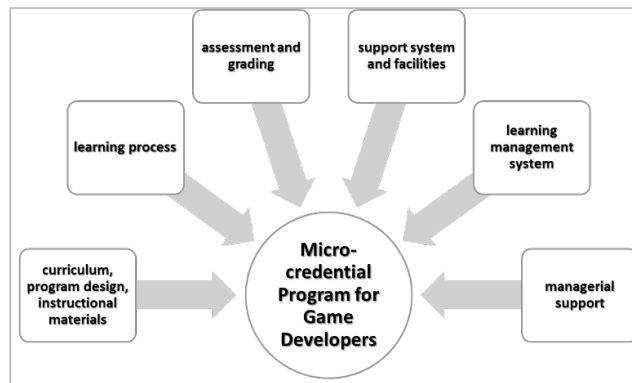 assessment and
grading
support system
and facilities
learning process
learning
management
system
curriculum,
program design,
instructional
materials
Micro-
credential
Program for
Game
Developers
managerial
support